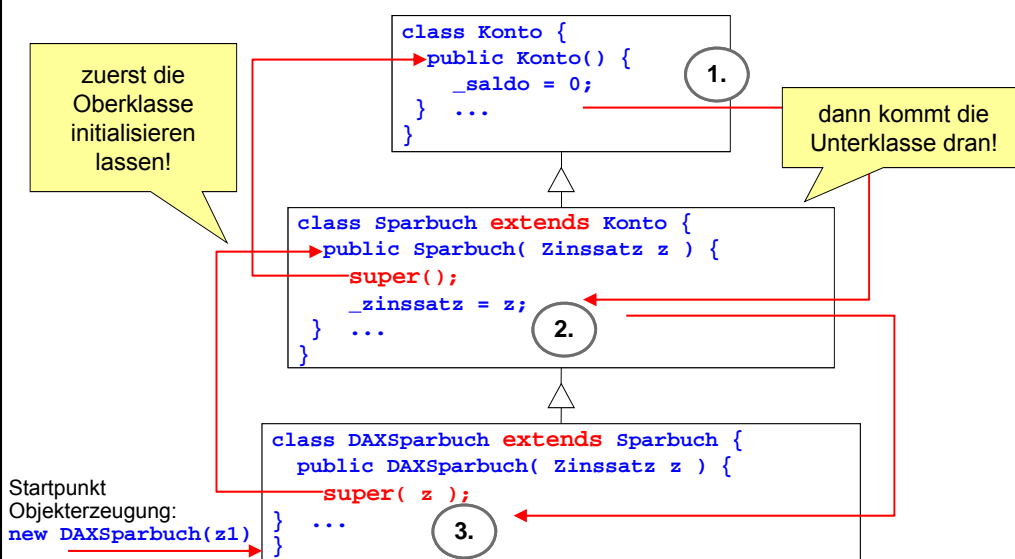 zuerst die
Oberklasse
initialisieren
lassen!
class Konto {
public Konto() {
_saldo = 0;
} ...
}
1.
dann kommt die
Unterklasse dran!
class Sparbuch extends Konto {
public Sparbuch( Zinssatz z ) {
super();
_zinssatz = z;
} ...
}
2.
class DAXSparbuch extends Sparbuch {
public DAXSparbuch( Zinssatz z ) {
super( z );
} ...
}
3.
Startpunkt
Objekterzeugung:
new DAXSparbuch(z1)